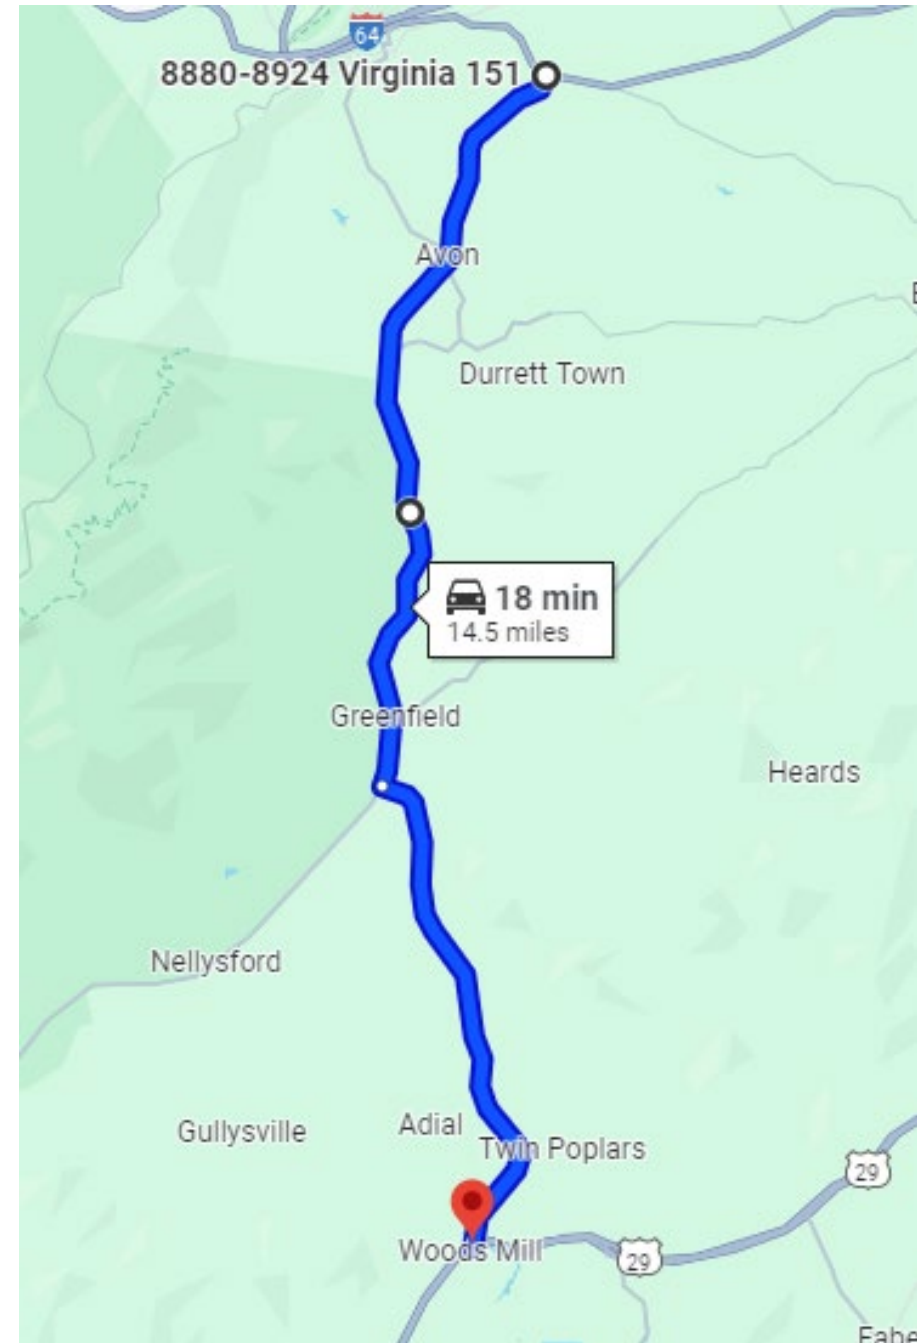 64
8880-8924 Virginia 151
Avon
Durrett Town
18 min
14.5 miles
Greenfield
Heards
Nellysford
Gullysville
Adial
Twin Poplars
29
Woods Mill
29
Fabe